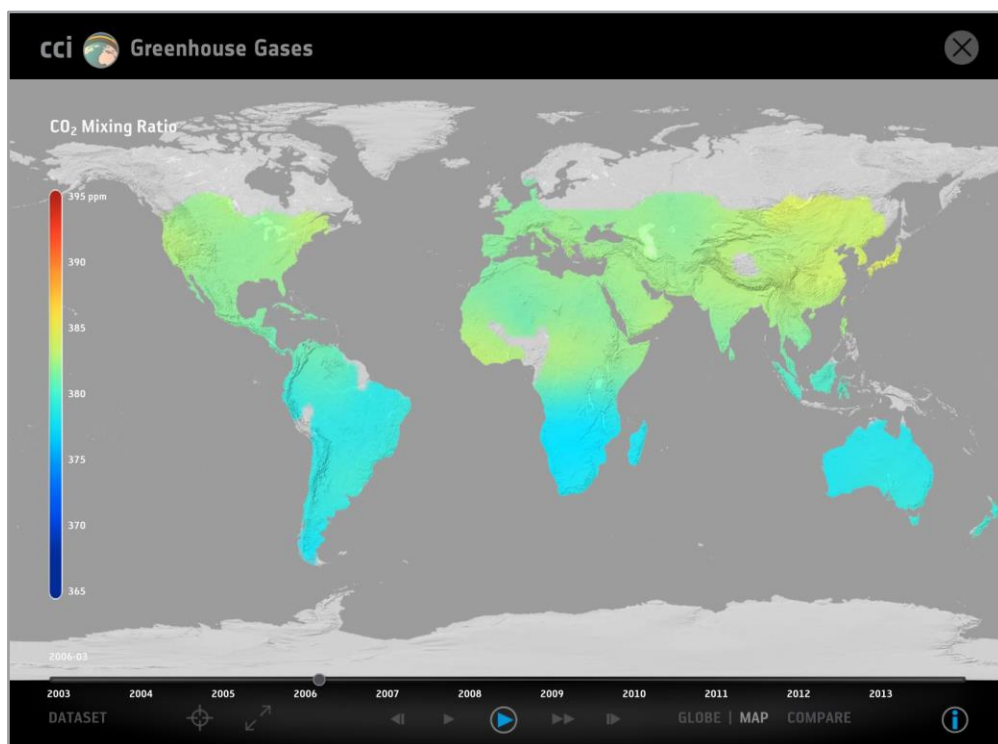 cci Greenhouse Gases
CO₂ Mixing Ratio
395 ppm
390
385
380
375
370
365
2006-03
2003 2004 2005 2006 2007 2008 2009 2010 2011 2012 2013
DATASET GLOBE | MAP COMPARE i